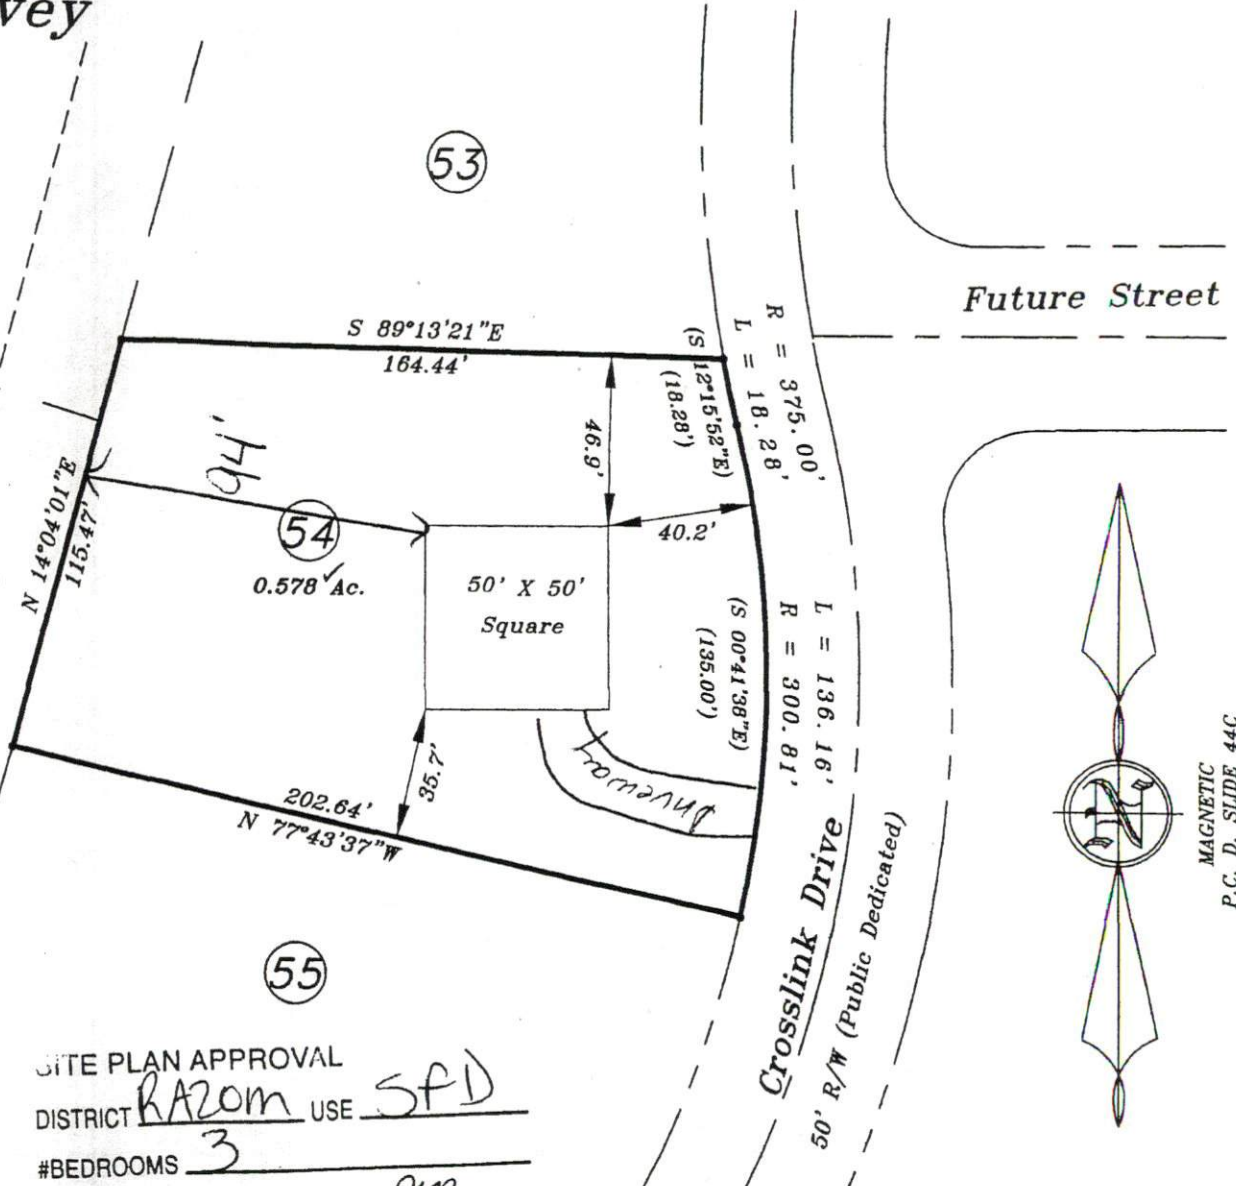 53
Future Street
S 89°13'21"E
164.44'
R = 375.00'
L = 18.28'
(S 12°15'52"E)
(18.28')
46.9'
94'
40.2'
N 14°04'01"E
115.47'
54
0.578 ✓ Ac.
50' X 50'
Square
L = 136.16'
R = 300.81'
(S 00°41'38"E)
(135.00')
35.7'
Driveway
202.64'
N 77°43'37"W
Crosslink Drive
50' R/W (Public Dedicated)
N
MAGNETIC
P.C. D, SLIDE 44C
55
SITE PLAN APPROVAL
DISTRICT RA20m USE SFD
#BEDROOMS 3